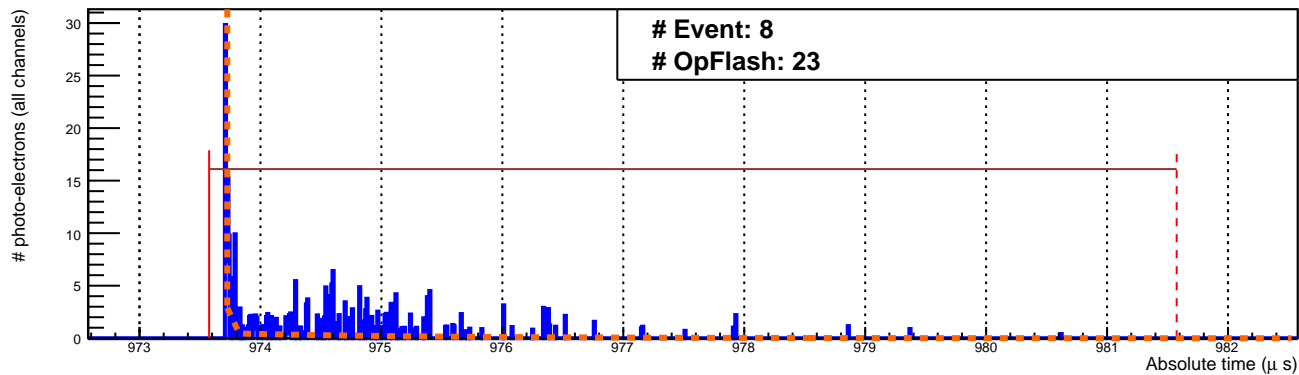 # Event: 8
# OpFlash: 23
# photo-electrons (all channels)
30
25
20
15
10
5
0
973 974 975 976 977 978 979 980 981 982
Absolute time (μ s)